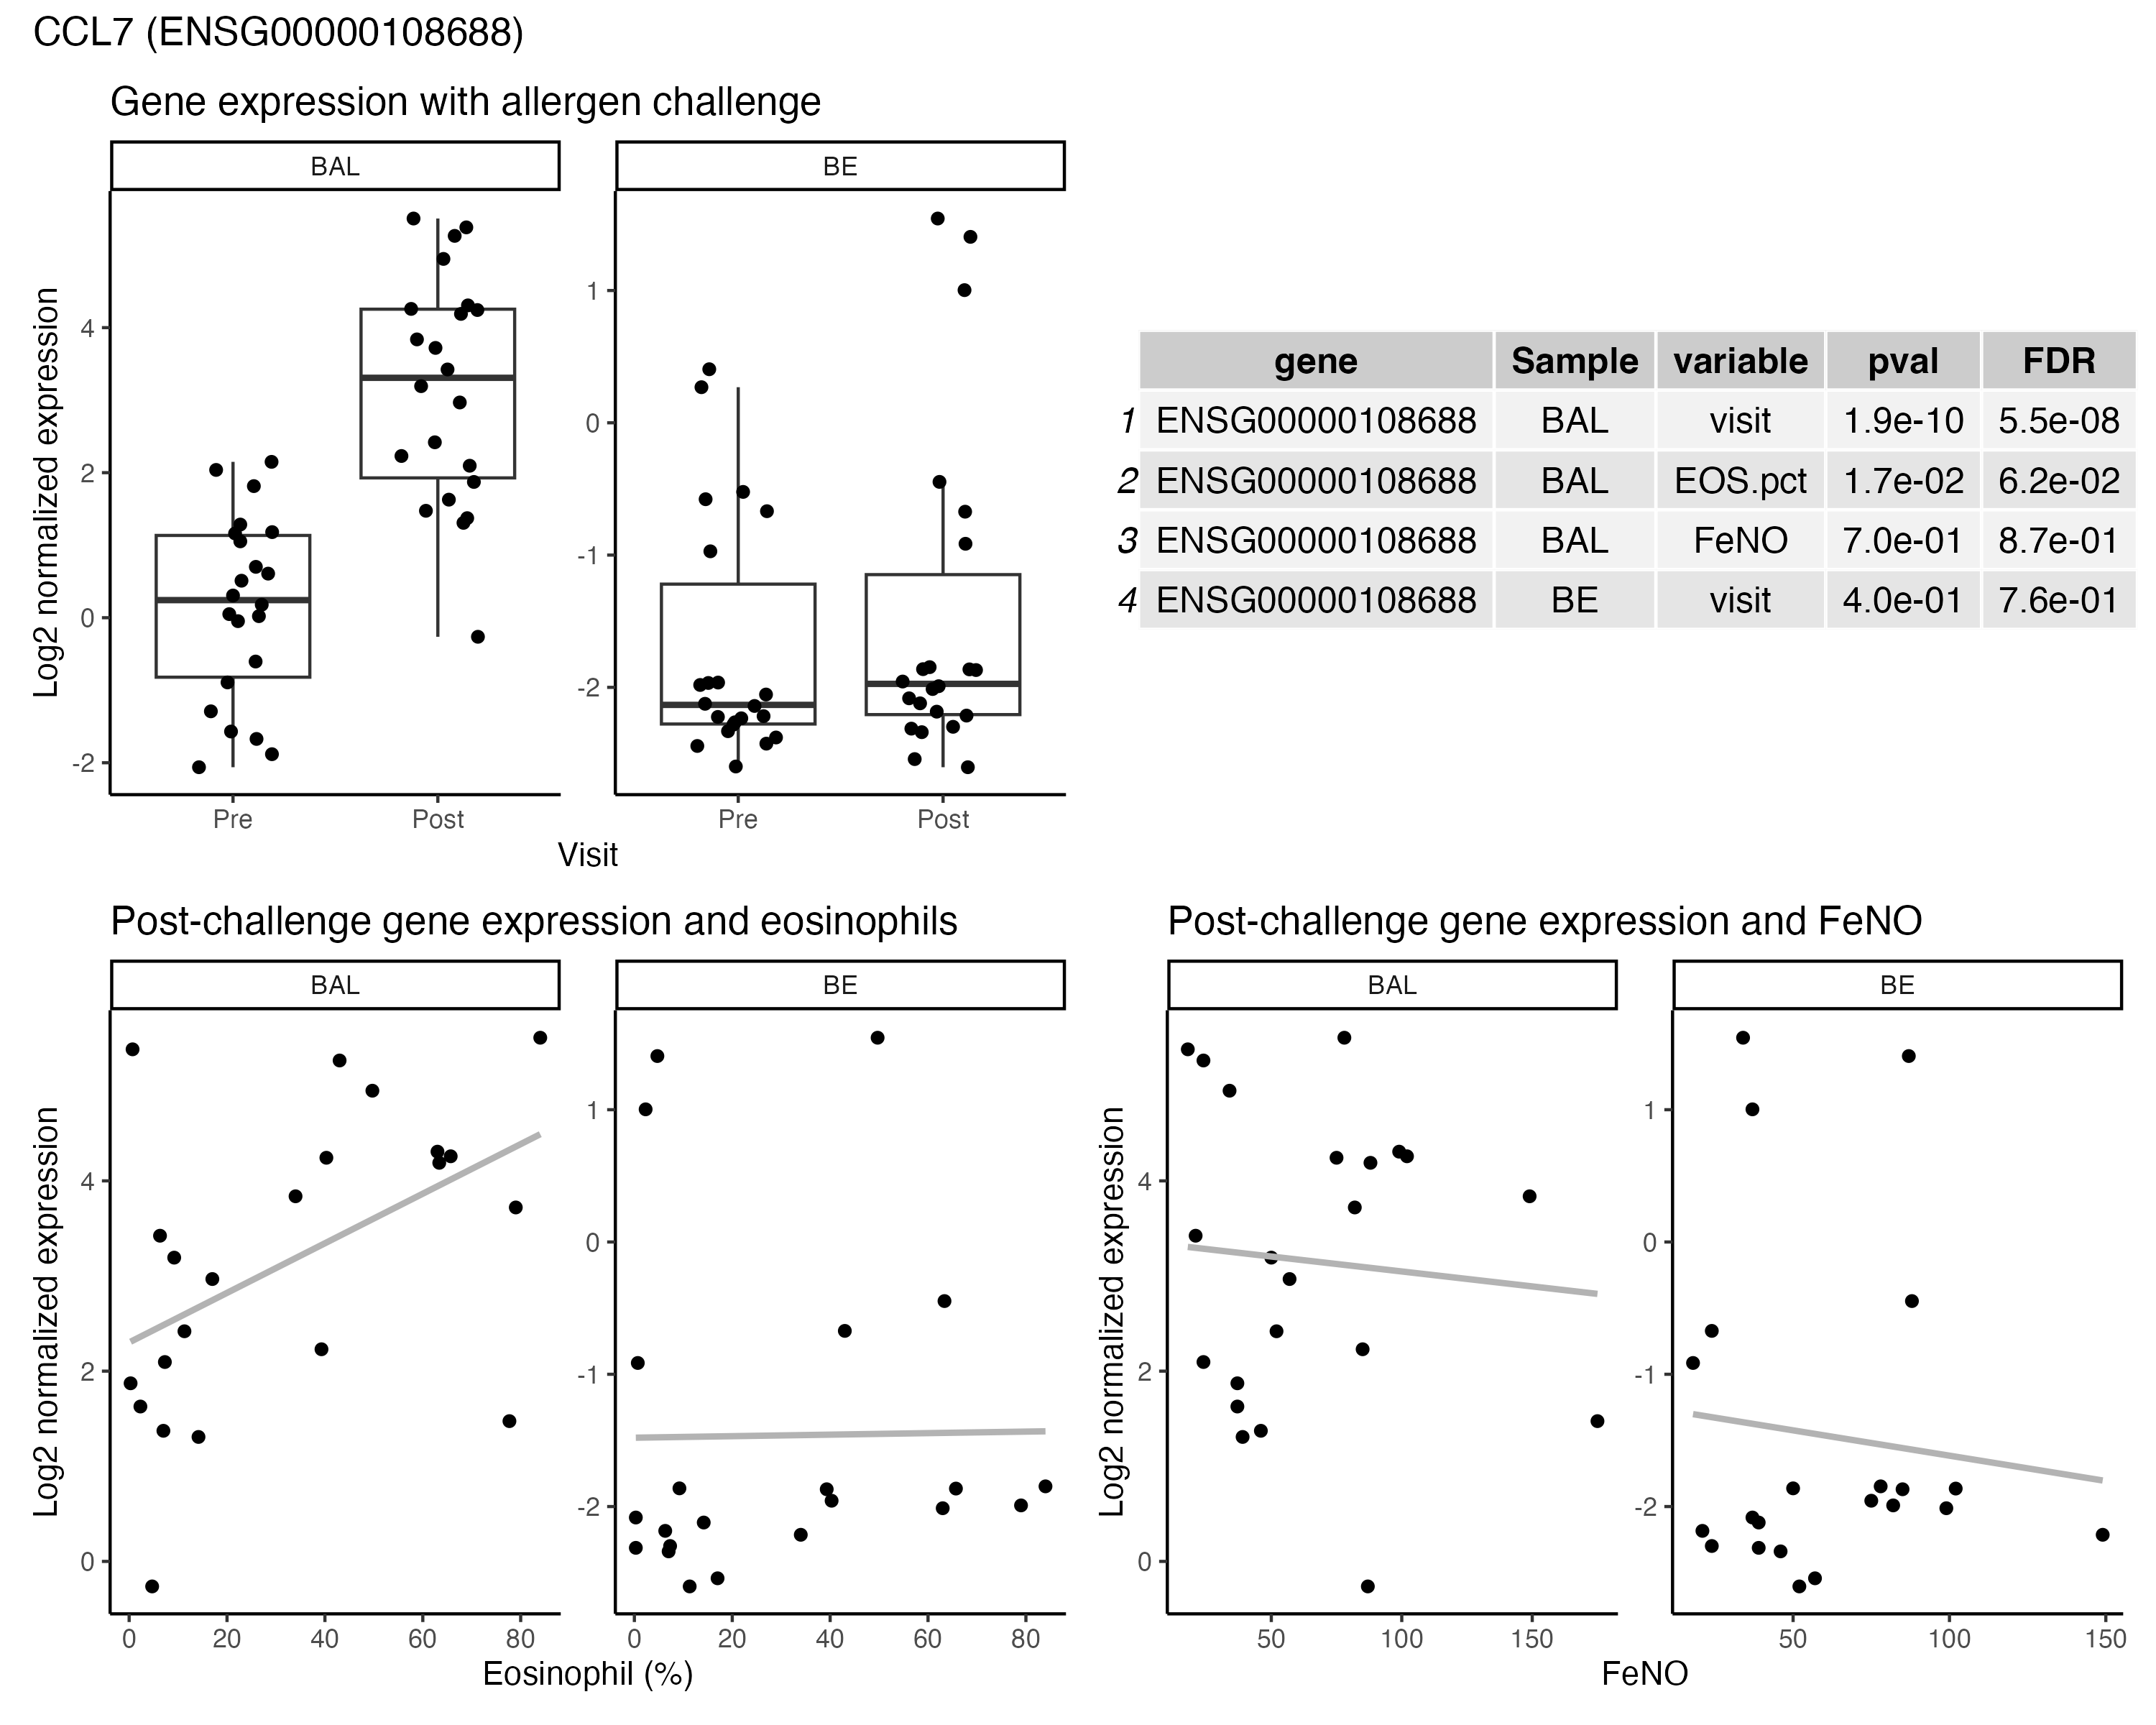 CCL7 (ENSG00000108688)
Gene expression with allergen challenge
BAL
BE
Log2 normalized expression
4
2
0
-2
1
0
-1
-2
Pre
Post
Pre
Post
Visit
gene Sample variable pval FDR
1 ENSG00000108688 BAL visit 1.9e-10 5.5e-08
2 ENSG00000108688 BAL EOS.pct 1.7e-02 6.2e-02
3 ENSG00000108688 BAL FeNO 7.0e-01 8.7e-01
4 ENSG00000108688 BE visit 4.0e-01 7.6e-01
Post-challenge gene expression and eosinophils
BAL
BE
Log2 normalized expression
4
2
0
1
0
-1
-2
0 20 40 60 80
0 20 40 60 80
Eosinophil (%)
Post-challenge gene expression and FeNO
BAL
BE
Log2 normalized expression
4
2
0
1
0
-1
-2
50 100 150
50 100 150
FeNO